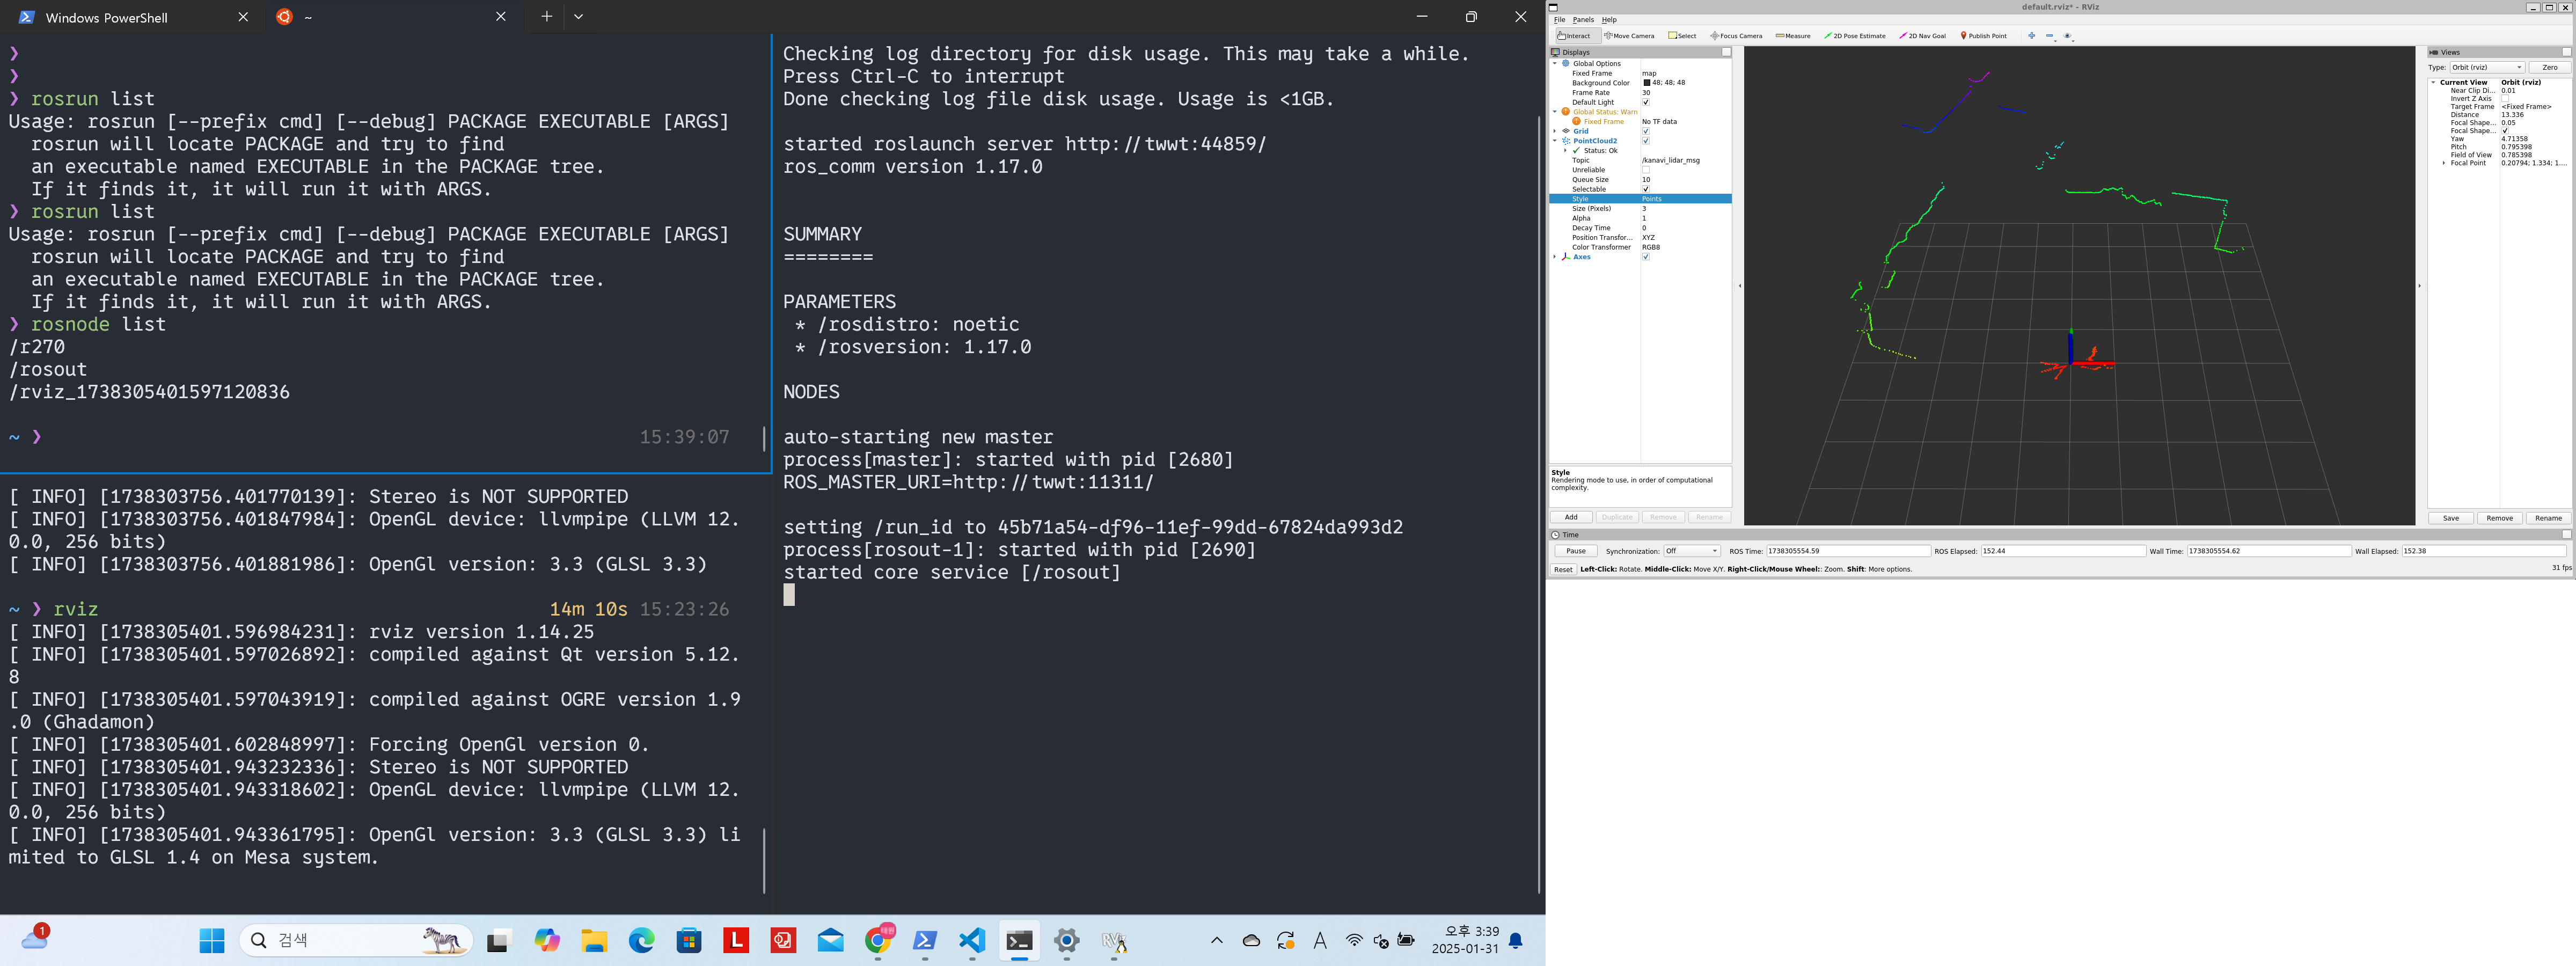 Windows PowerShell
~
❯
❯
❯ rosrun list
Usage: rosrun [--prefix cmd] [--debug] PACKAGE EXECUTABLE [ARGS]
rosrun will locate PACKAGE and try to find
an executable named EXECUTABLE in the PACKAGE tree.
If it finds it, it will run it with ARGS.
❯ rosrun list
Usage: rosrun [--prefix cmd] [--debug] PACKAGE EXECUTABLE [ARGS]
rosrun will locate PACKAGE and try to find
an executable named EXECUTABLE in the PACKAGE tree.
If it finds it, it will run it with ARGS.
❯ rosnode list
/r270
/rosout
/rviz_1738305401597120836
~ ❯ 15:39:07
[ INFO] [1738303756.401770139]: Stereo is NOT SUPPORTED
[ INFO] [1738303756.401847984]: OpenGL device: llvmpipe (LLVM 12.
0.0, 256 bits)
[ INFO] [1738303756.401881986]: OpenGl version: 3.3 (GLSL 3.3)
~ ❯ rviz 14m 10s 15:23:26
[ INFO] [1738305401.596984231]: rviz version 1.14.25
[ INFO] [1738305401.597026892]: compiled against Qt version 5.12.
8
[ INFO] [1738305401.597043919]: compiled against OGRE version 1.9
.0 (Ghadamon)
[ INFO] [1738305401.602848997]: Forcing OpenGl version 0.
[ INFO] [1738305401.943232336]: Stereo is NOT SUPPORTED
[ INFO] [1738305401.943318602]: OpenGL device: llvmpipe (LLVM 12.
0.0, 256 bits)
[ INFO] [1738305401.943361795]: OpenGl version: 3.3 (GLSL 3.3) li
mited to GLSL 1.4 on Mesa system.
Checking log directory for disk usage. This may take a while.
Press Ctrl-C to interrupt
Done checking log file disk usage. Usage is <1GB.
started roslaunch server http://twwt:44859/
ros_comm version 1.17.0
SUMMARY
========
PARAMETERS
* /rosdistro: noetic
* /rosversion: 1.17.0
NODES
auto-starting new master
process[master]: started with pid [2680]
ROS_MASTER_URI=http://twwt:11311/
setting /run_id to 45b71a54-df96-11ef-99dd-67824da993d2
process[rosout-1]: started with pid [2690]
started core service [/rosout]
1
검색
오후 3:39
2025-01-31
default.rviz* - RViz
File Panels Help
Interact Move Camera Select Focus Camera Measure 2D Pose Estimate 2D Nav Goal Publish Point
Displays
Global Options
Fixed Frame map
Background Color 48; 48; 48
Frame Rate 30
Default Light
Global Status: Warn
Fixed Frame No TF data
Grid
PointCloud2
Status: Ok
Topic /kanavi_lidar_msg
Unreliable
Queue Size 10
Selectable
Style Points
Size (Pixels) 3
Alpha 1
Decay Time 0
Position Transfor... XYZ
Color Transformer RGB8
Axes
Style
Rendering mode to use, in order of computational
complexity.
Add Duplicate Remove Rename
Views
Type: Orbit (rviz) Zero
Current View Orbit (rviz)
Near Clip Di... 0.01
Invert Z Axis
Target Frame <Fixed Frame>
Distance 13.336
Focal Shape... 0.05
Focal Shape...
Yaw 4.71358
Pitch 0.795398
Field of View 0.785398
Focal Point 0.20794; 1.334; 1....
Save Remove Rename
Time
Pause Synchronization: Off ROS Time: 1738305554.59 ROS Elapsed: 152.44 Wall Time: 1738305554.62 Wall Elapsed: 152.38
Reset Left-Click: Rotate. Middle-Click: Move X/Y. Right-Click/Mouse Wheel:: Zoom. Shift: More options. 31 fps